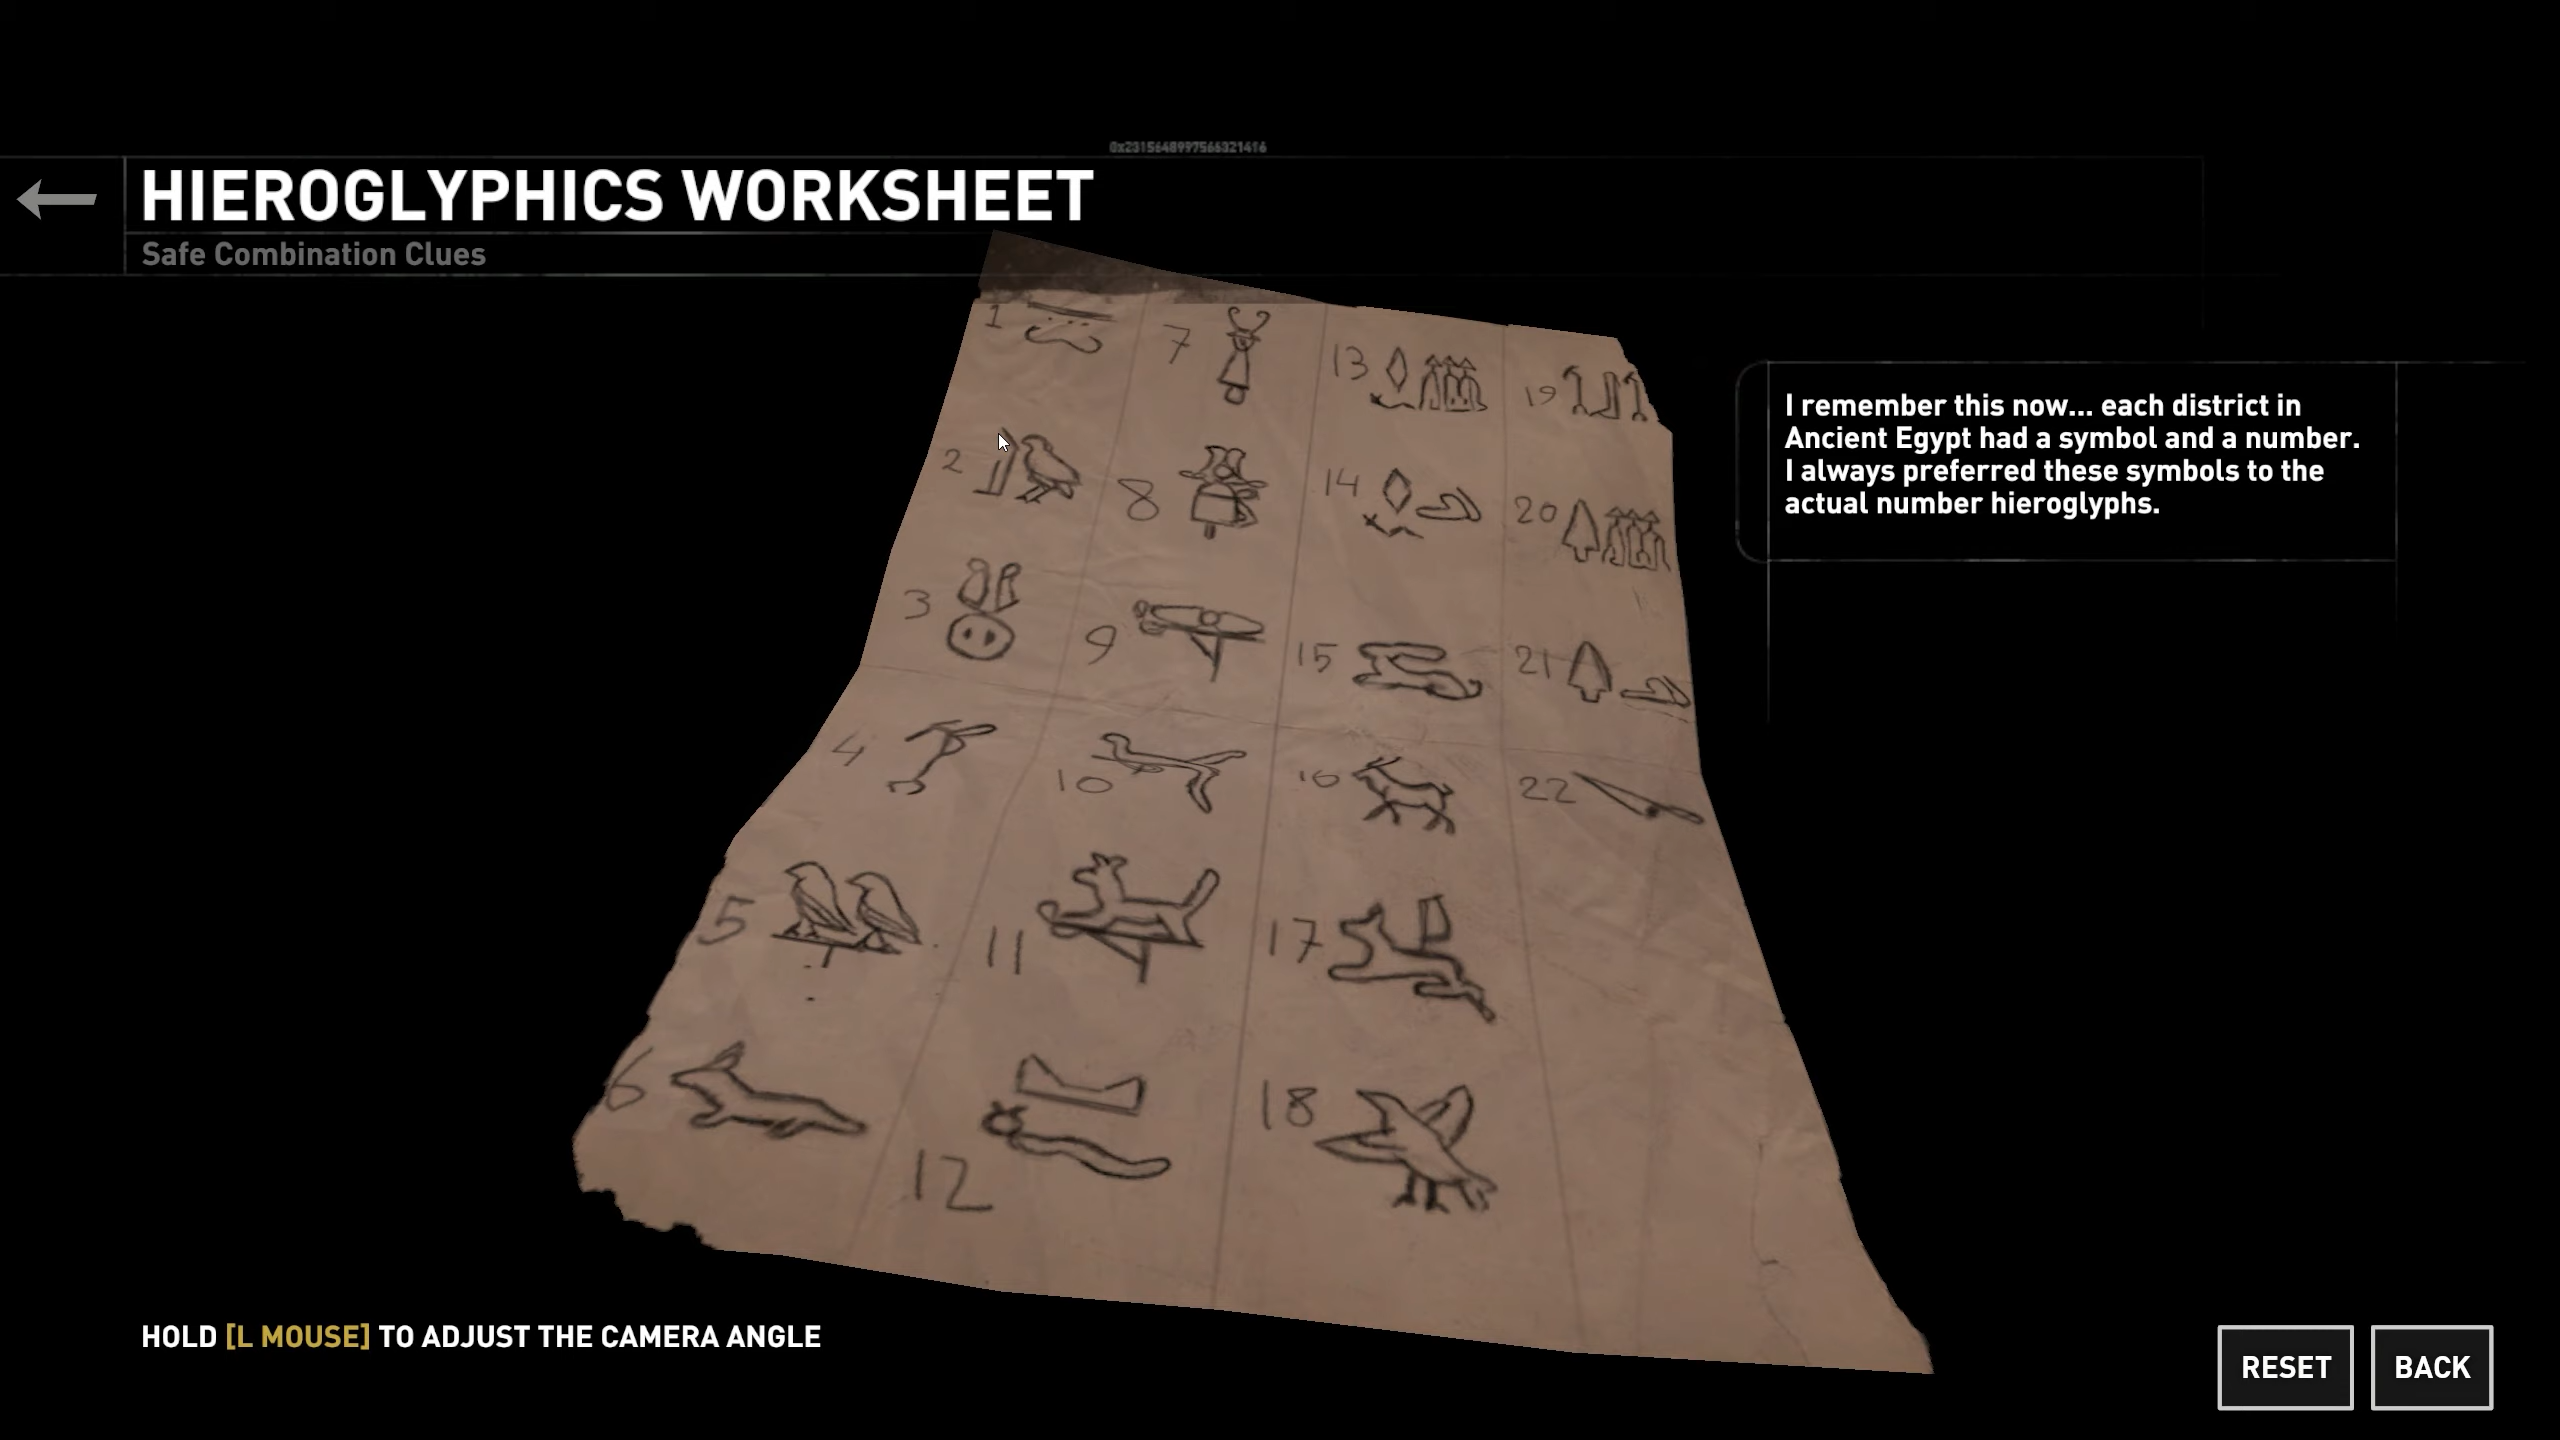 0x2315648997566321416
HIEROGLYPHICS WORKSHEET
Safe Combination Clues
1
7
13
19
2
8
14
20
3
9
15
21
4
10
16
22
5
11
17
6
12
18
I remember this now... each district in
Ancient Egypt had a symbol and a number.
I always preferred these symbols to the
actual number hieroglyphs.
HOLD [L MOUSE] TO ADJUST THE CAMERA ANGLE
RESET
BACK